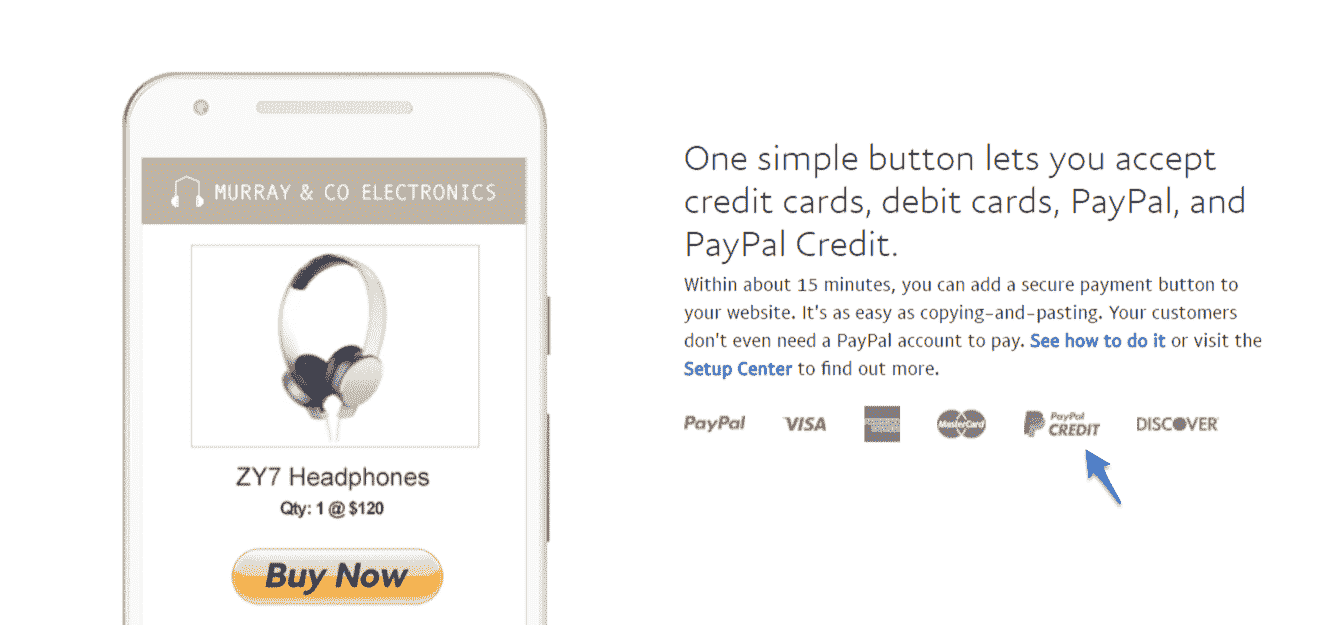 MURRAY & CO ELECTRONICS
ZY7 Headphones
Qty: 1 @ $120
Buy Now
One simple button lets you accept
credit cards, debit cards, PayPal, and
PayPal Credit.
Within about 15 minutes, you can add a secure payment button to
your website. It's as easy as copying-and-pasting. Your customers
don't even need a PayPal account to pay. See how to do it or visit the
Setup Center to find out more.
PayPal VISA MasterCard PayPal CREDIT DISCOVER